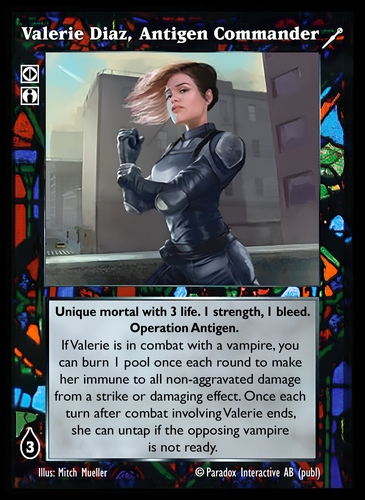 Valerie Diaz, Antigen Commander
Unique mortal with 3 life. 1 strength, 1 bleed.
Operation Antigen.
If Valerie is in combat with a vampire, you
can burn 1 pool once each round to make
her immune to all non-aggravated damage
from a strike or damaging effect. Once each
turn after combat involving Valerie ends,
she can untap if the opposing vampire
is not ready.
3
Illus: Mitch Mueller © Paradox Interactive AB (publ)